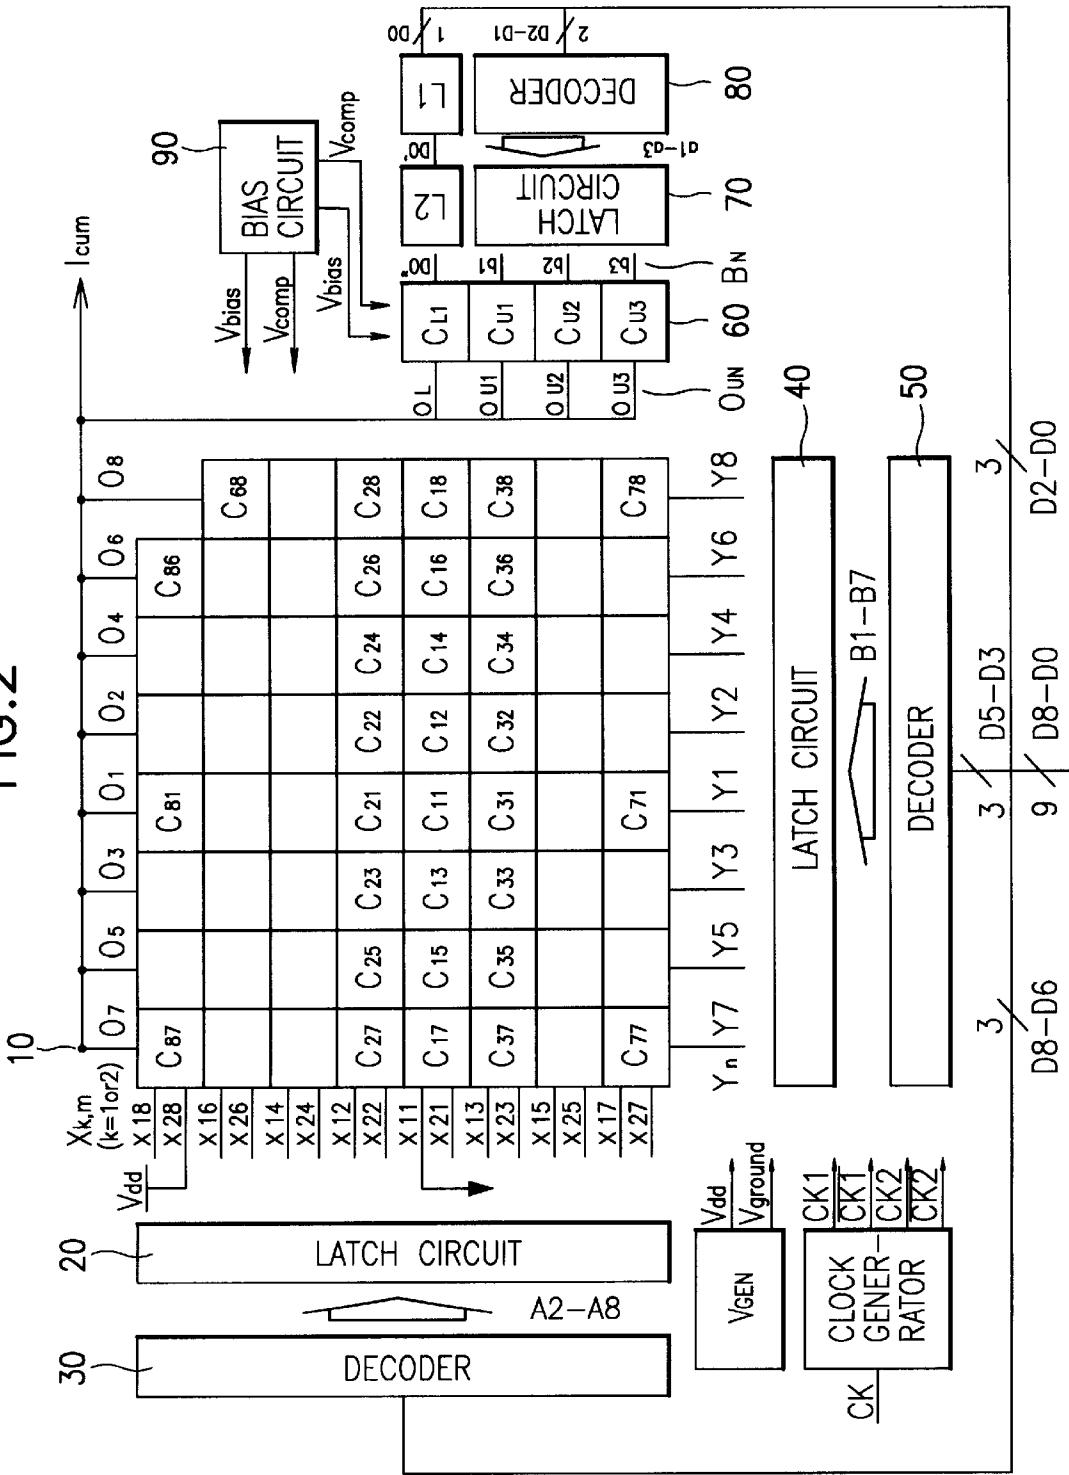 FIG.2
10
Xk,m
(k=1or2)
O7
O5
O3
O1
O2
O4
O6
O8
Icum
90
BIAS
CIRCUIT
Vbias
Vcomp
Vbias
Vcomp
Vdd
X18
X28
X16
X26
X14
X24
X12
X22
X11
X21
X13
X23
X15
X25
X17
X27
C87
C81
C86
C68
C27
C25
C23
C21
C22
C24
C26
C28
C17
C15
C13
C11
C12
C14
C16
C18
C37
C35
C33
C31
C32
C34
C36
C38
C77
C71
C78
Yn
Y7
Y5
Y3
Y1
Y2
Y4
Y6
Y8
OL
OU1
OU2
OU3
OUN
CL1
CU1
CU2
CU3
60
D0"
b1
b2
b3
BN
L2
LATCH
CIRCUIT
70
D0'
a1-a3
L1
DECODER
80
D0
1
D2-D1
2
20
LATCH CIRCUIT
A2-A8
30
DECODER
VGEN
Vdd
Vground
CLOCK
GENER-
RATOR
CK
CK1
CK1
CK2
CK2
LATCH CIRCUIT
40
B1-B7
DECODER
50
3
D5-D3
3
D8-D6
3
D2-D0
9
D8-D0